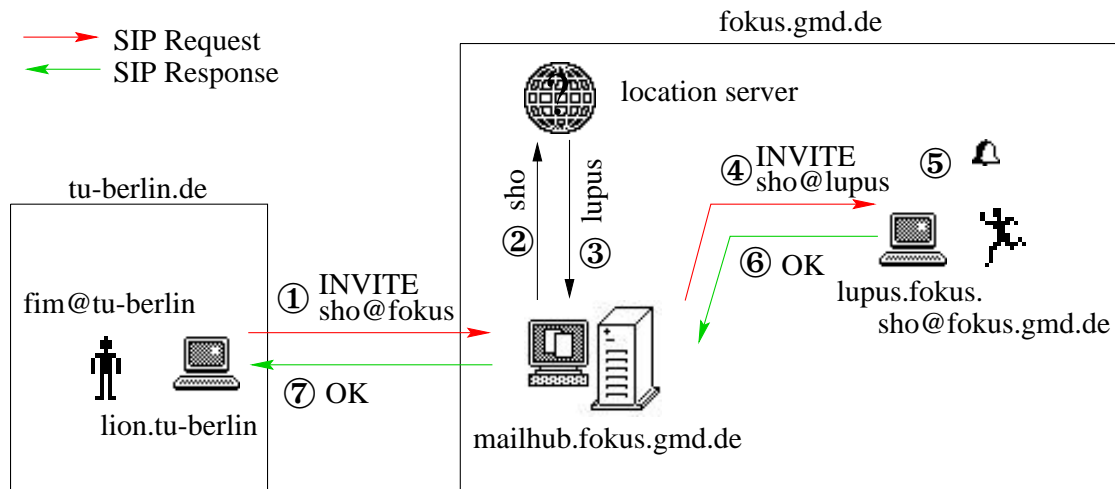 fokus.gmd.de
SIP Request
SIP Response
?
location server
tu-berlin.de
② sho
③ lupus
④ INVITE
sho@lupus
⑤
⑥ OK
fim@tu-berlin
① INVITE
sho@fokus
lupus.fokus.
sho@fokus.gmd.de
⑦ OK
lion.tu-berlin
mailhub.fokus.gmd.de